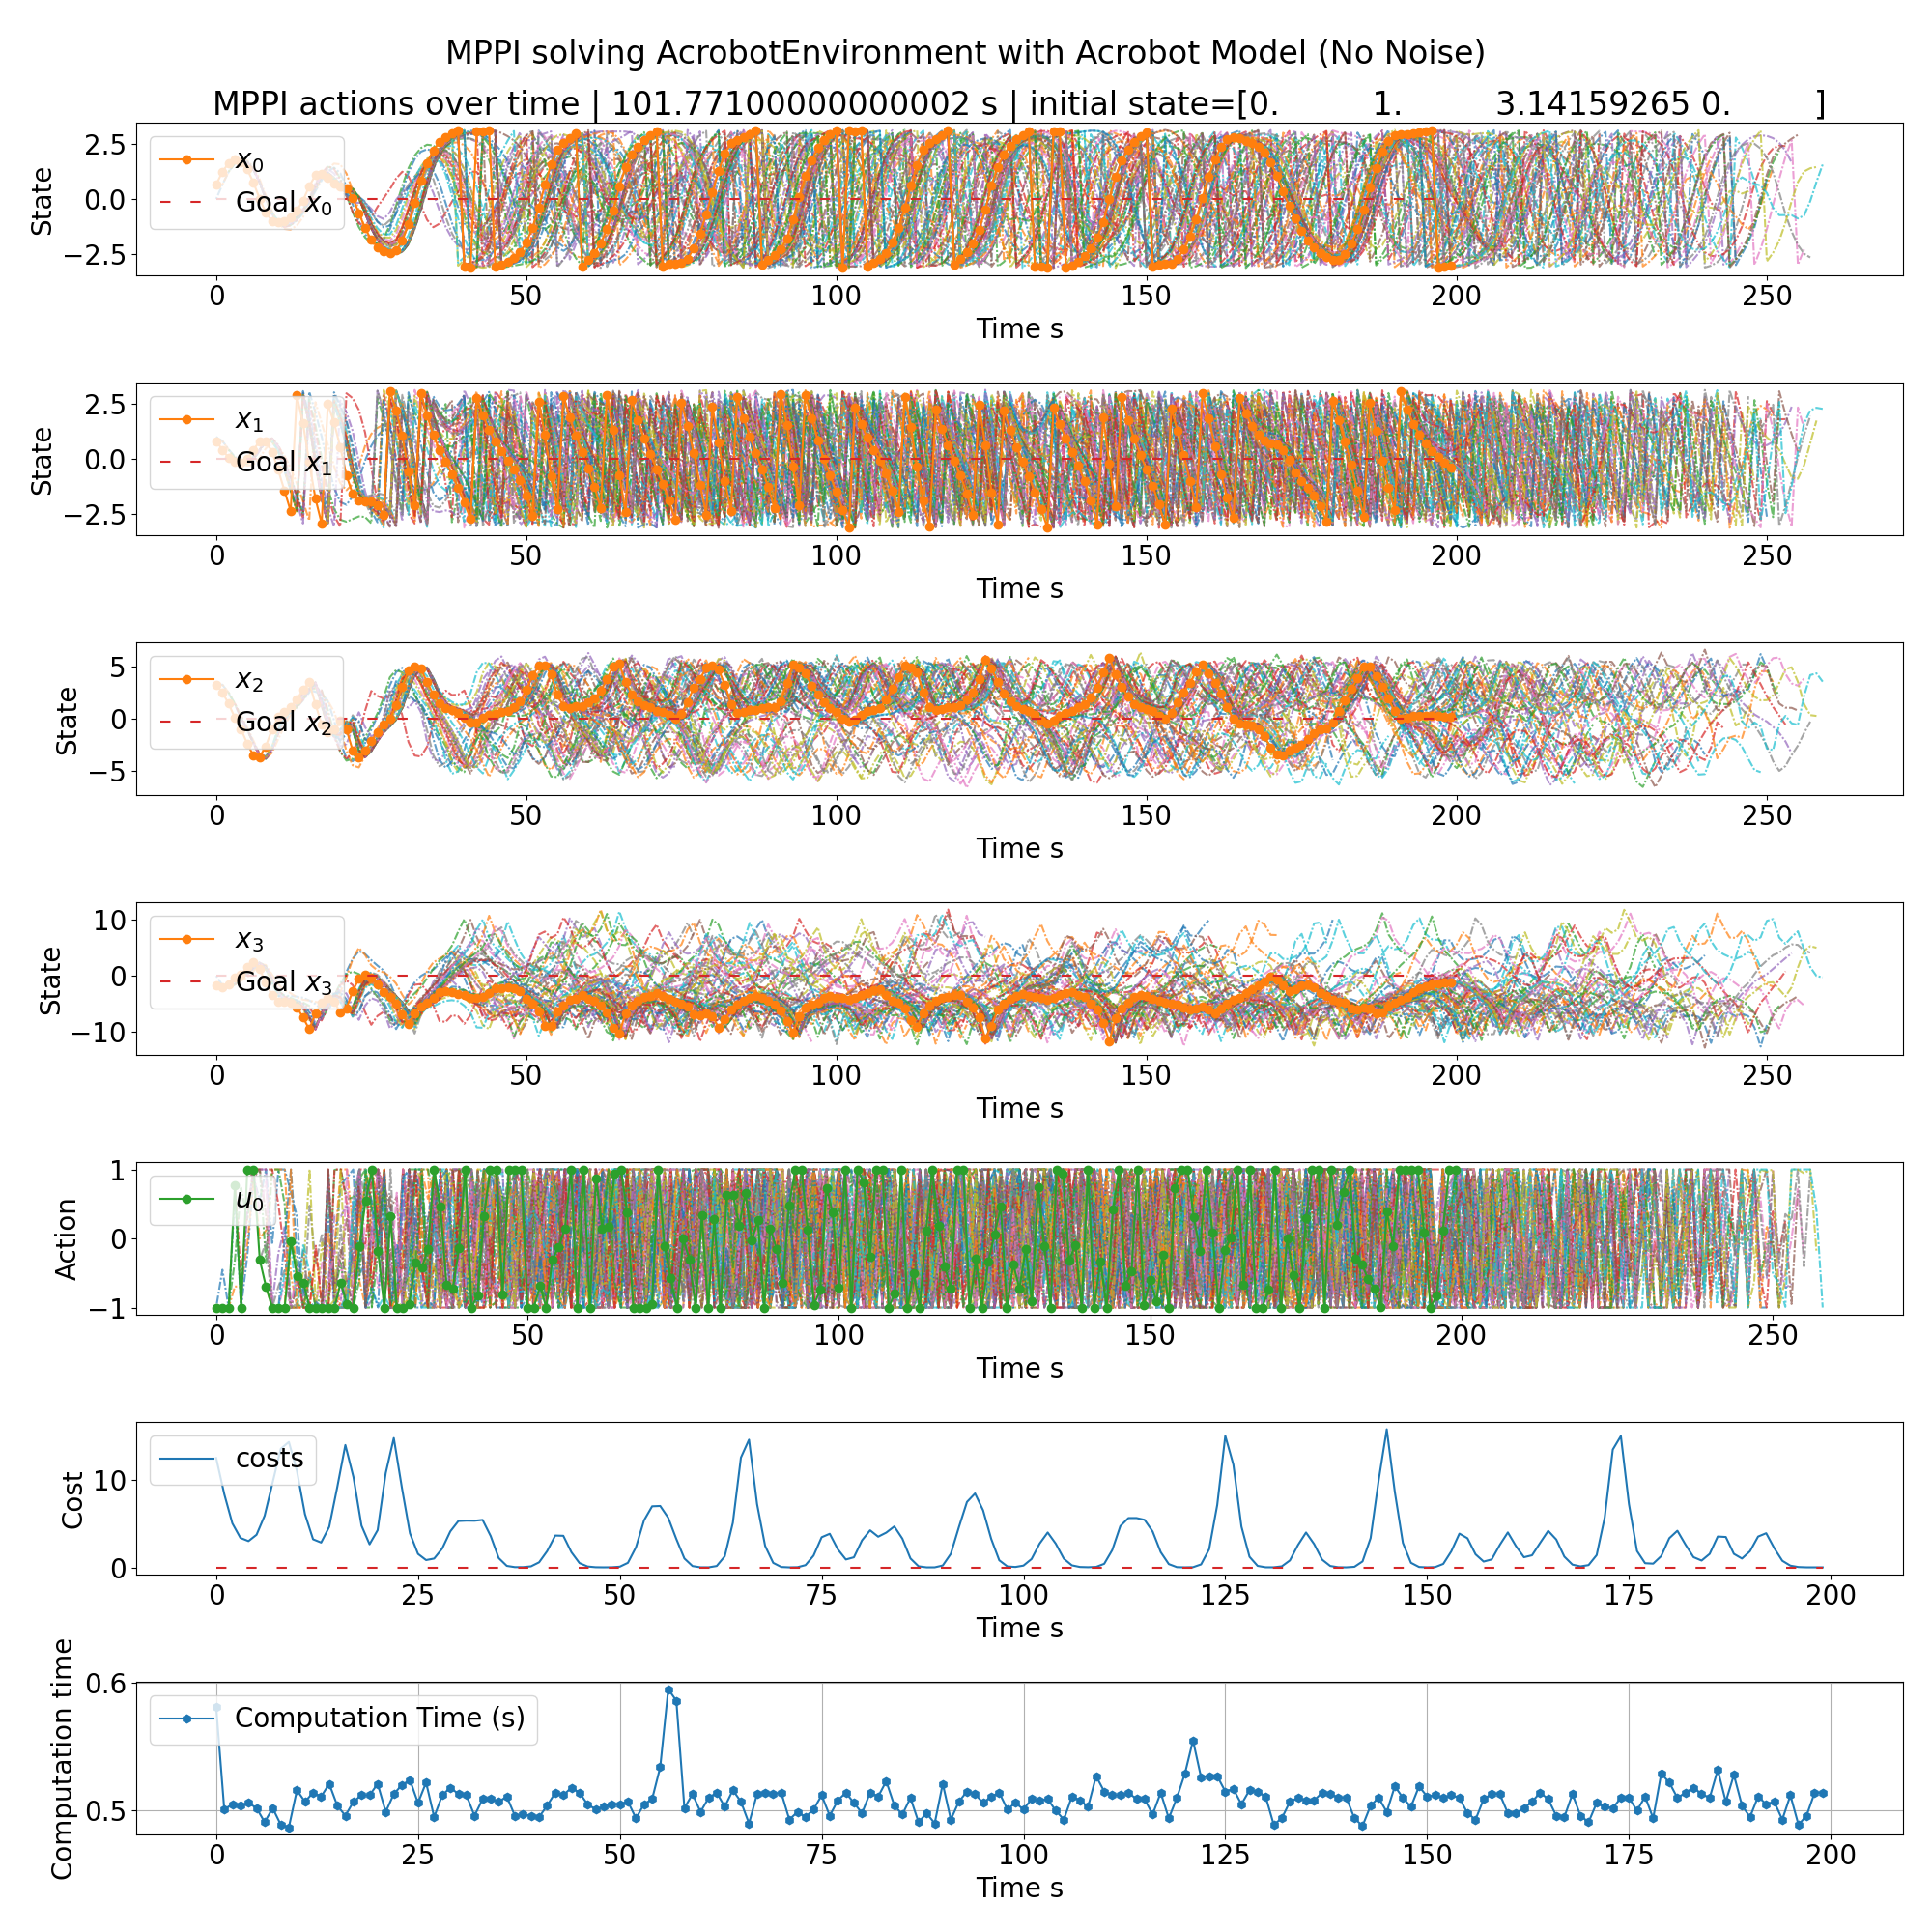 MPPI solving AcrobotEnvironment with Acrobot Model (No Noise)
MPPI actions over time | 101.77100000000002 s | initial state=[0. 1. 3.14159265 0. ]
State
2.5
0.0
−2.5
x0
Goal x0
0 50 100 150 200 250
Time s
State
2.5
0.0
−2.5
x1
Goal x1
0 50 100 150 200 250
Time s
State
5
0
−5
x2
Goal x2
0 50 100 150 200 250
Time s
State
10
0
−10
x3
Goal x3
0 50 100 150 200 250
Time s
Action
1
0
−1
u0
0 50 100 150 200 250
Time s
Cost
10
0
costs
0 25 50 75 100 125 150 175 200
Time s
Computation time
0.6
0.5
Computation Time (s)
0 25 50 75 100 125 150 175 200
Time s